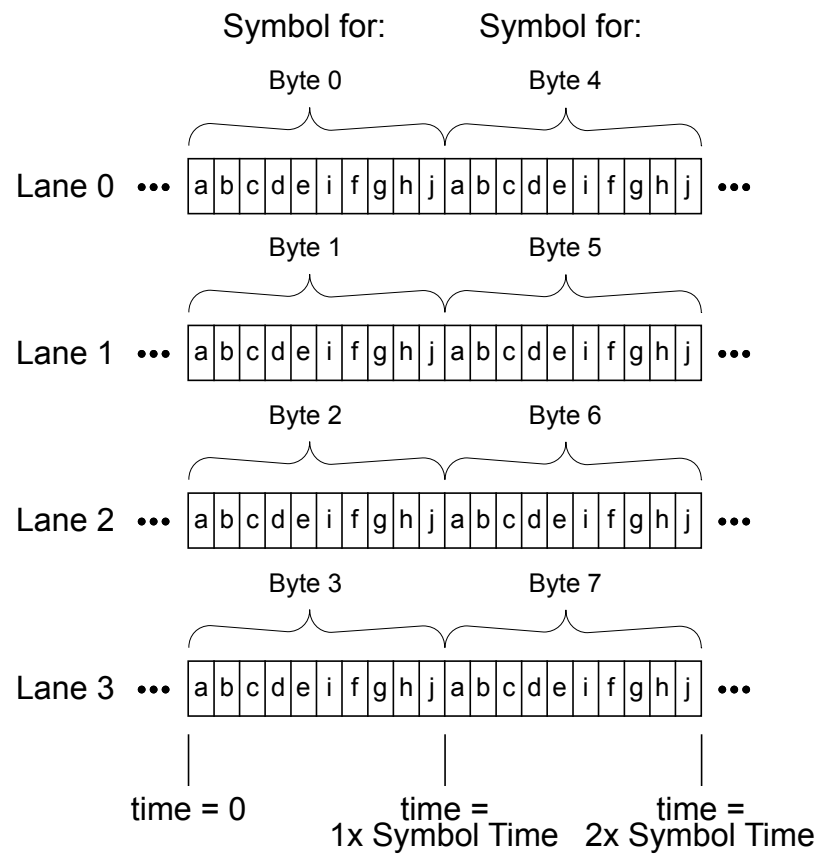 Symbol for: Symbol for:
Byte 0 Byte 4
Lane 0 ••• a b c d e i f g h j a b c d e i f g h j •••
Byte 1 Byte 5
Lane 1 ••• a b c d e i f g h j a b c d e i f g h j •••
Byte 2 Byte 6
Lane 2 ••• a b c d e i f g h j a b c d e i f g h j •••
Byte 3 Byte 7
Lane 3 ••• a b c d e i f g h j a b c d e i f g h j •••
time = 0 time = time =
1x Symbol Time 2x Symbol Time